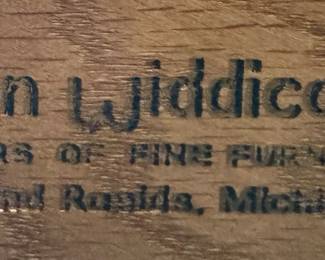 n Widdico
RS OF FINE FUR
nd Rapids, Michi